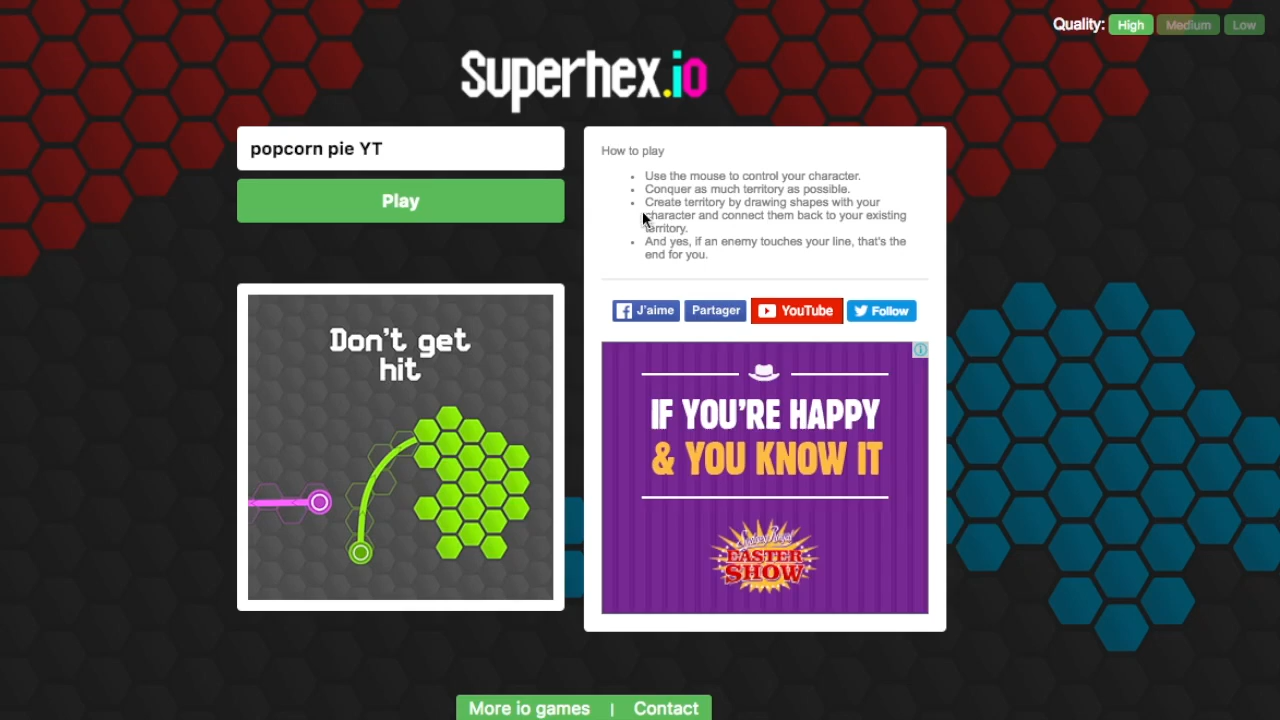 Quality: High Medium Low
Superhex.io
popcorn pie YT
Play
Don't get
hit
How to play
Use the mouse to control your character.
Conquer as much territory as possible.
Create territory by drawing shapes with your
character and connect them back to your existing
territory.
And yes, if an enemy touches your line, that's the
end for you.
J'aime Partager YouTube Follow
IF YOU'RE HAPPY
& YOU KNOW IT
Sydney Royal
EASTER
SHOW
More io games | Contact